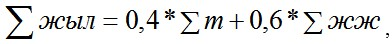 ∑ жыл = 0,4 * ∑ т + 0,6 * ∑ жж ,